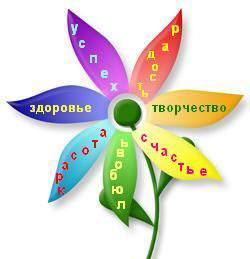 успех
радость
творчество
счастье
любовь
красота
здоровье